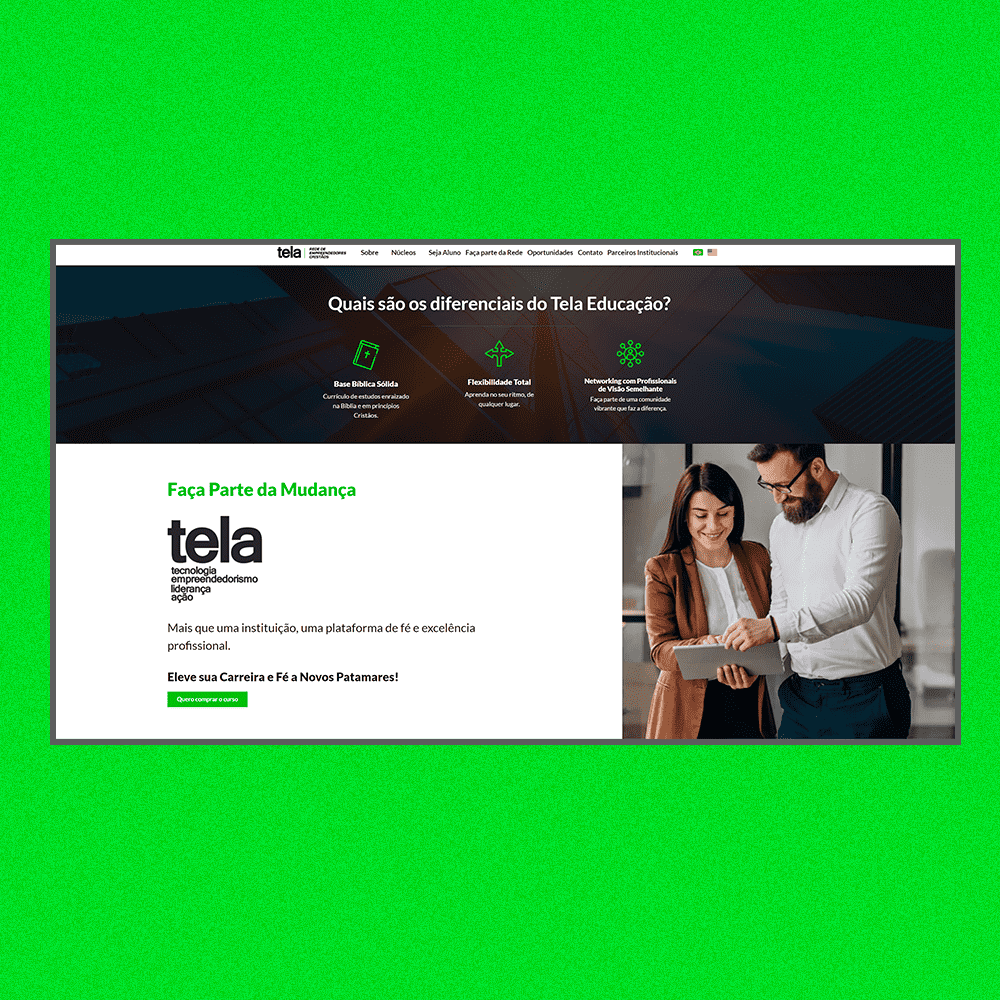 tela REDE DE EMPREENDEDORES CRISTÃOS Sobre Núcleos Seja Aluno Faça parte da Rede Oportunidades Contato Parceiros Institucionais
Quais são os diferenciais do Tela Educação?
Base Bíblica Sólida
Currículo de estudos enraizado
na Bíblia e em princípios
Cristãos.
Flexibilidade Total
Aprenda no seu ritmo, de
qualquer lugar.
Networking com Profissionais
de Visão Semelhante
Faça parte de uma comunidade
vibrante que faz a diferença.
Faça Parte da Mudança
tela
tecnologia
empreendedorismo
liderança
ação
Mais que uma instituição, uma plataforma de fé e excelência
profissional.
Eleve sua Carreira e Fé a Novos Patamares!
Quero comprar o curso